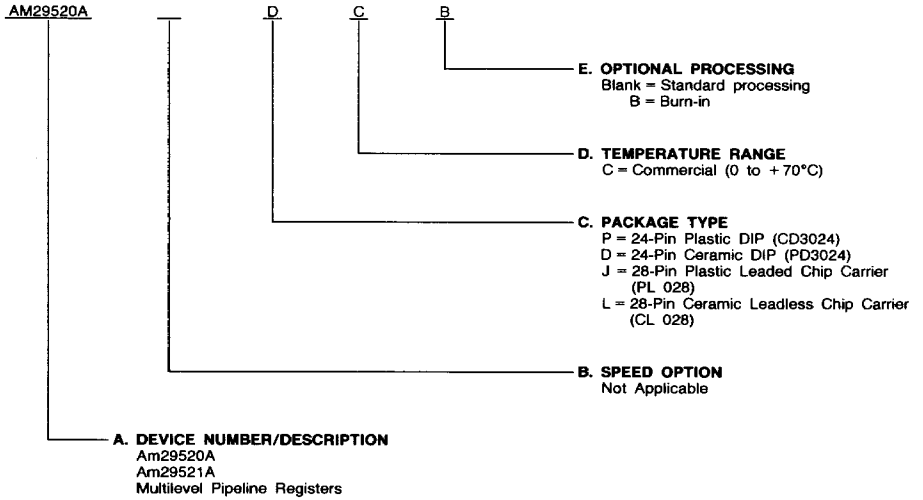 AM29520A D C B
E. OPTIONAL PROCESSING
Blank = Standard processing
B = Burn-in
D. TEMPERATURE RANGE
C = Commercial (0 to +70°C)
C. PACKAGE TYPE
P = 24-Pin Plastic DIP (CD3024)
D = 24-Pin Ceramic DIP (PD3024)
J = 28-Pin Plastic Leaded Chip Carrier
(PL 028)
L = 28-Pin Ceramic Leadless Chip Carrier
(CL 028)
B. SPEED OPTION
Not Applicable
A. DEVICE NUMBER/DESCRIPTION
Am29520A
Am29521A
Multilevel Pipeline Registers